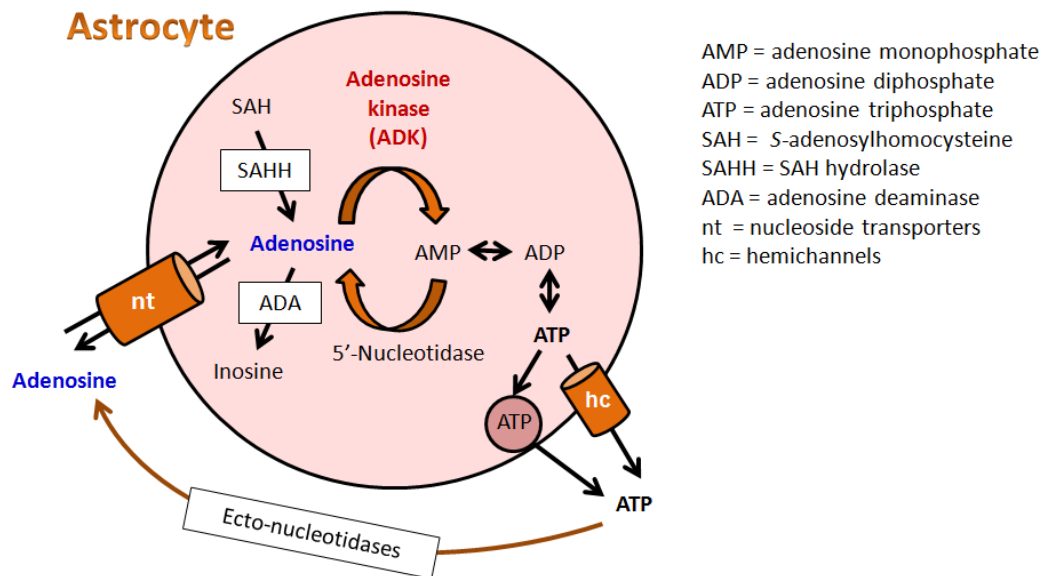 Astrocyte
Adenosine
kinase
(ADK)
SAH
SAHH
Adenosine
AMP
ADP
nt
ADA
5’-Nucleotidase
ATP
Inosine
Adenosine
hc
ATP
ATP
Ecto-nucleotidases
AMP = adenosine monophosphate
ADP = adenosine diphosphate
ATP = adenosine triphosphate
SAH = S-adenosylhomocysteine
SAHH = SAH hydrolase
ADA = adenosine deaminase
nt = nucleoside transporters
hc = hemichannels